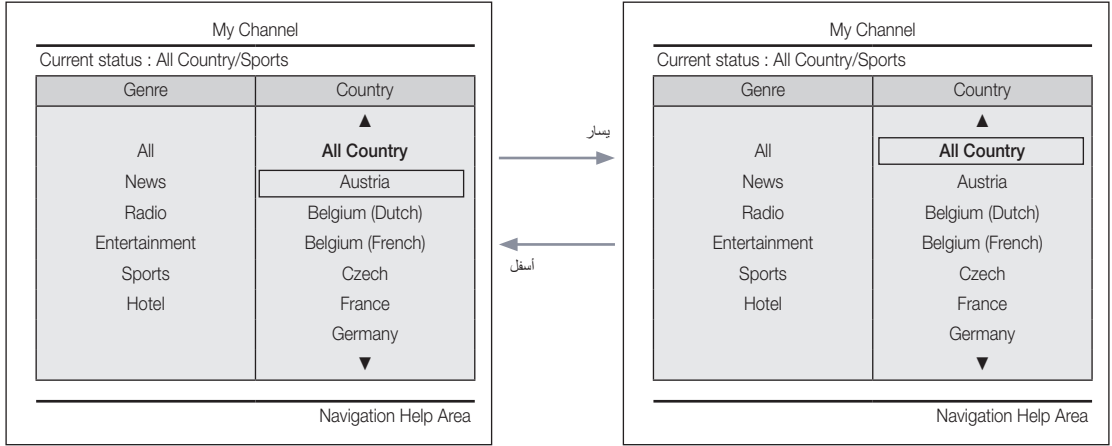 My Channel
Current status : All Country/Sports
Genre Country
▲
All All Country
News Austria
Radio Belgium (Dutch)
Entertainment Belgium (French)
Sports Czech
Hotel France
Germany
▼
Navigation Help Area
يسار
أسفل
My Channel
Current status : All Country/Sports
Genre Country
▲
All All Country
News Austria
Radio Belgium (Dutch)
Entertainment Belgium (French)
Sports Czech
Hotel France
Germany
▼
Navigation Help Area